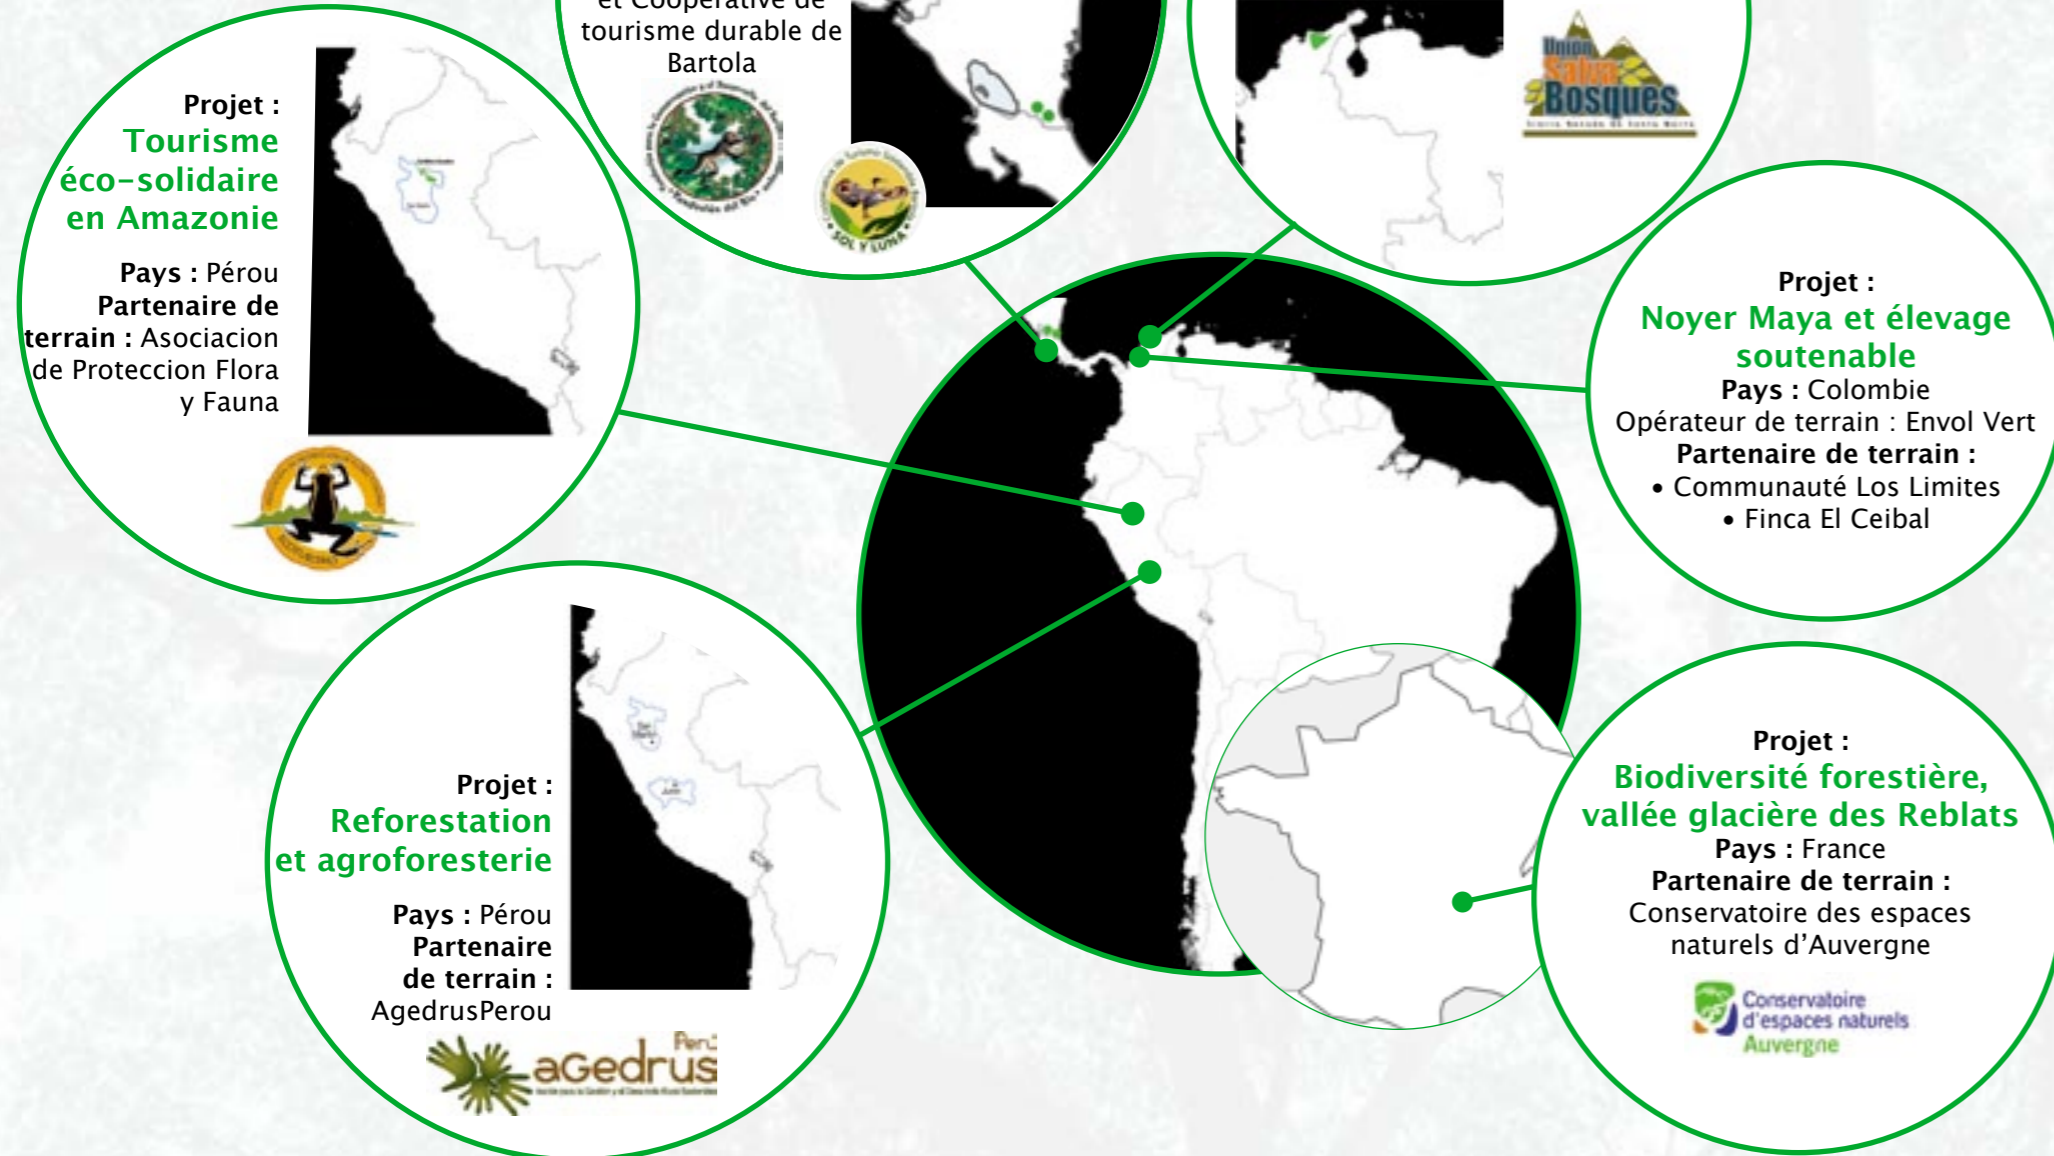 et Coopérative de
tourisme durable de
Bartola
SOL Y LUNA
Union
Salva
Bosques
Projet :
Tourisme
éco-solidaire
en Amazonie
Pays : Pérou
Partenaire de
terrain : Asociacion
de Proteccion Flora
y Fauna
Projet :
Noyer Maya et élevage
soutenable
Pays : Colombie
Opérateur de terrain : Envol Vert
Partenaire de terrain :
• Communauté Los Limites
• Finca El Ceibal
Projet :
Reforestation
et agroforesterie
Pays : Pérou
Partenaire
de terrain :
AgedrusPerou
Perú
aGedrus
San
Martín
Junín
Projet :
Biodiversité forestière,
vallée glacière des Reblats
Pays : France
Partenaire de terrain :
Conservatoire des espaces
naturels d’Auvergne
Conservatoire
d'espaces naturels
Auvergne